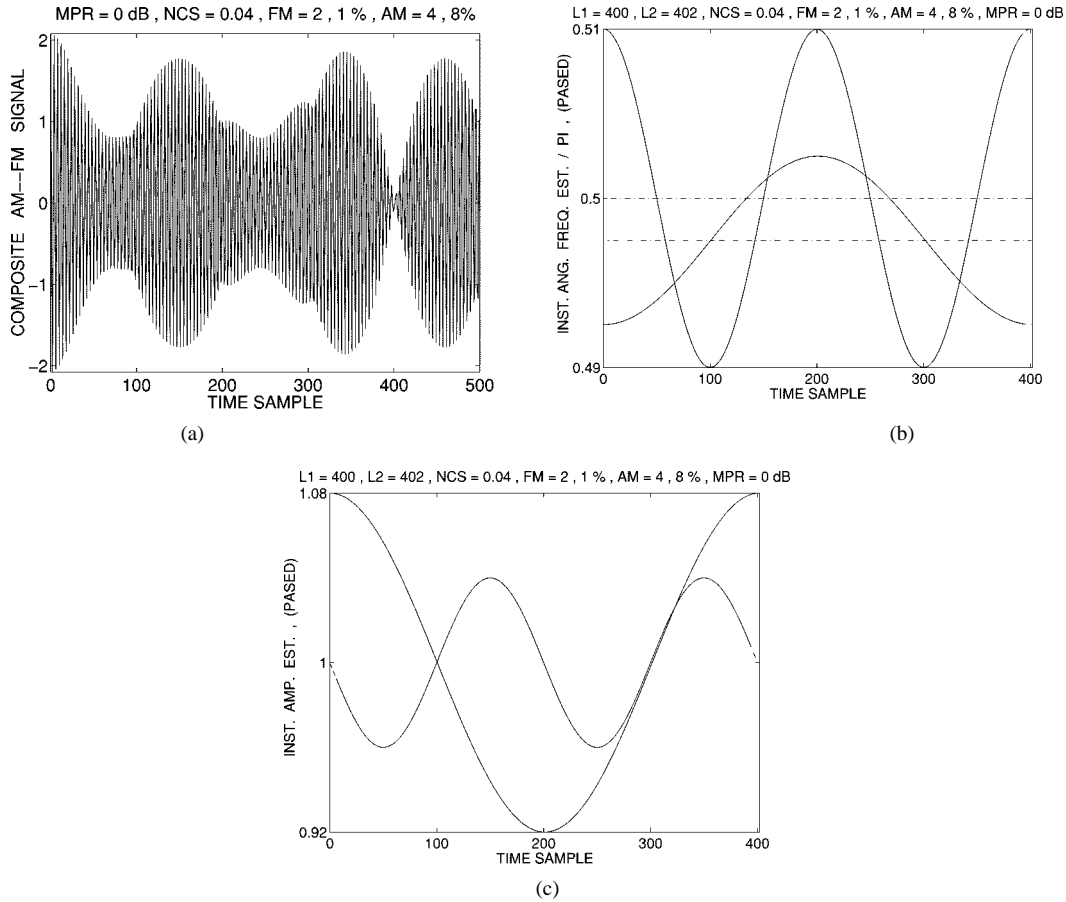 MPR = 0 dB , NCS = 0.04 , FM = 2 , 1 % , AM = 4 , 8%
COMPOSITE AM—FM SIGNAL
2
1
0
−1
−2
0 100 200 300 400 500
TIME SAMPLE
(a)
L1 = 400 , L2 = 402 , NCS = 0.04 , FM = 2 , 1 % , AM = 4 , 8 % , MPR = 0 dB
INST. ANG. FREQ. EST. / PI , (PASED)
0.51
0.5
0.49
0 100 200 300 400
TIME SAMPLE
(b)
L1 = 400 , L2 = 402 , NCS = 0.04 , FM = 2 , 1 % , AM = 4 , 8 % , MPR = 0 dB
INST. AMP. EST. , (PASED)
1.08
1
0.92
0 100 200 300 400
TIME SAMPLE
(c)